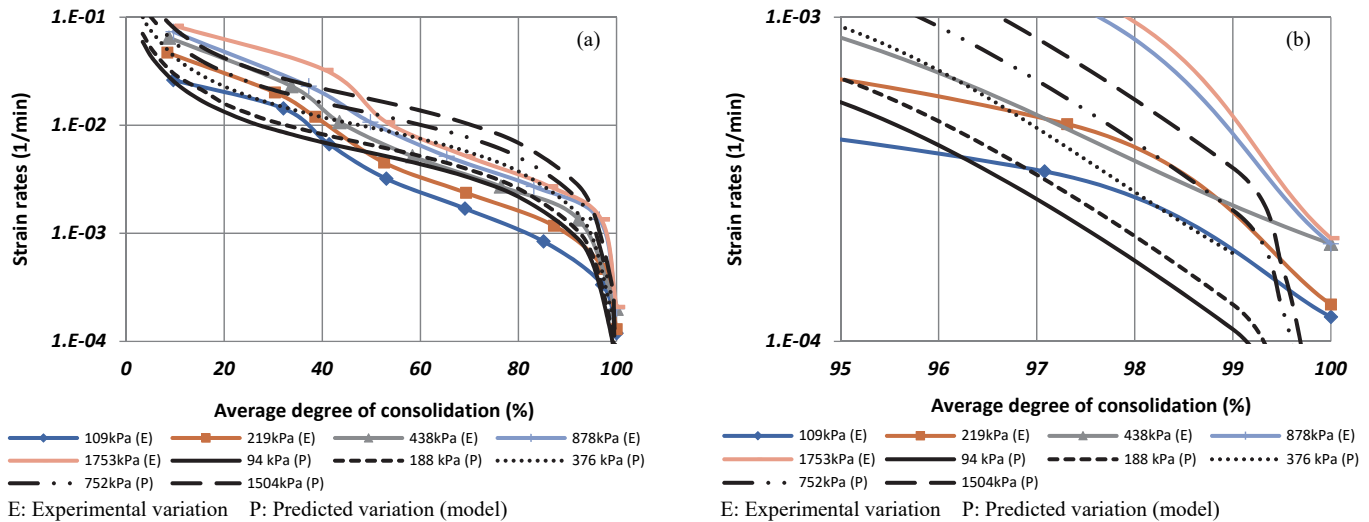 1.E-01
(a)
1.E-02
1.E-03
1.E-04
Strain rates (1/min)
0 20 40 60 80 100
Average degree of consolidation (%)
109kPa (E) 219kPa (E) 438kPa (E) 878kPa (E)
1753kPa (E) 94 kPa (P) 188 kPa (P) 376 kPa (P)
752kPa (P) 1504kPa (P)
E: Experimental variation P: Predicted variation (model)
1.E-03
(b)
1.E-04
Strain rates (1/min)
95 96 97 98 99 100
Average degree of consolidation (%)
109kPa (E) 219kPa (E) 438kPa (E) 878kPa (E)
1753kPa (E) 94 kPa (P) 188 kPa (P) 376 kPa (P)
752kPa (P) 1504kPa (P)
E: Experimental variation P: Predicted variation (model)